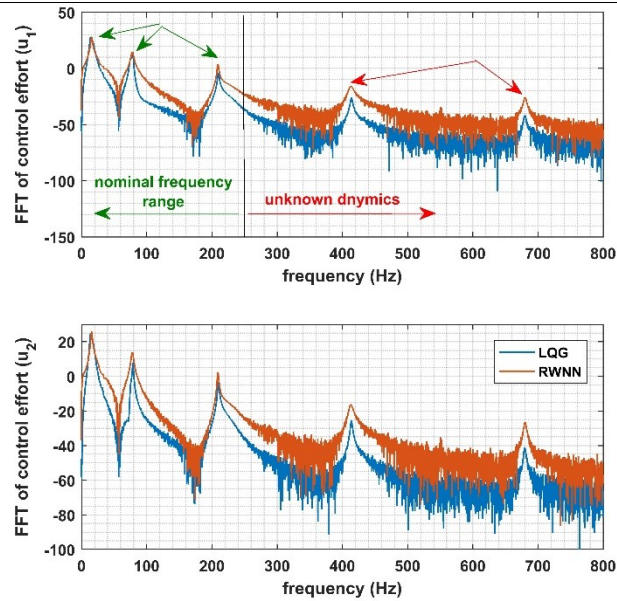 FFT of control effort (u1)
50
0
-50
-100
-150
nominal frequency
range
unknown dnymics
0 100 200 300 400 500 600 700 800
frequency (Hz)
FFT of control effort (u2)
20
0
-20
-40
-60
-80
-100
LQG
RWNN
0 100 200 300 400 500 600 700 800
frequency (Hz)